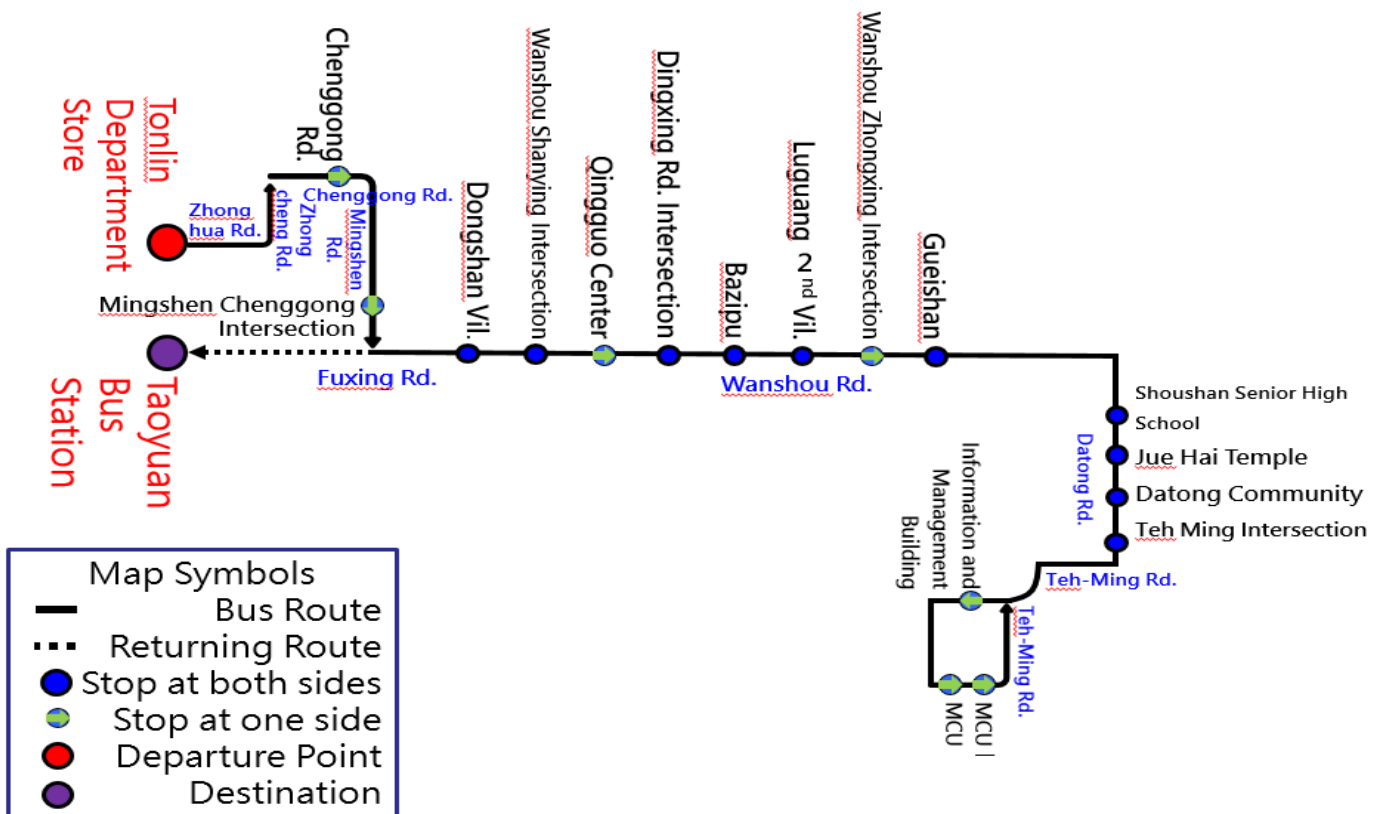 Tonlin
Department
Store
Zhong
hua Rd.
Zhong
cheng Rd.
Chenggong
Rd.
Chenggong Rd.
Mingshen
Rd.
Mingshen Chenggong
Intersection
Taoyuan
Bus
Station
Fuxing Rd.
Dongshan Vil.
Wanshou Shanying Intersection
Qingguo Center
Dingxing Rd. Intersection
Bazipu
Luguang 2nd Vil.
Wanshou Zhongxing Intersection
Gueishan
Wanshou Rd.
Shoushan Senior High
School
Jue Hai Temple
Datong Community
Teh Ming Intersection
Datong Rd.
Teh-Ming Rd.
Information and
Management
Building
Teh-Ming Rd.
MCU
MCU I
Map Symbols
Bus Route
Returning Route
Stop at both sides
Stop at one side
Departure Point
Destination